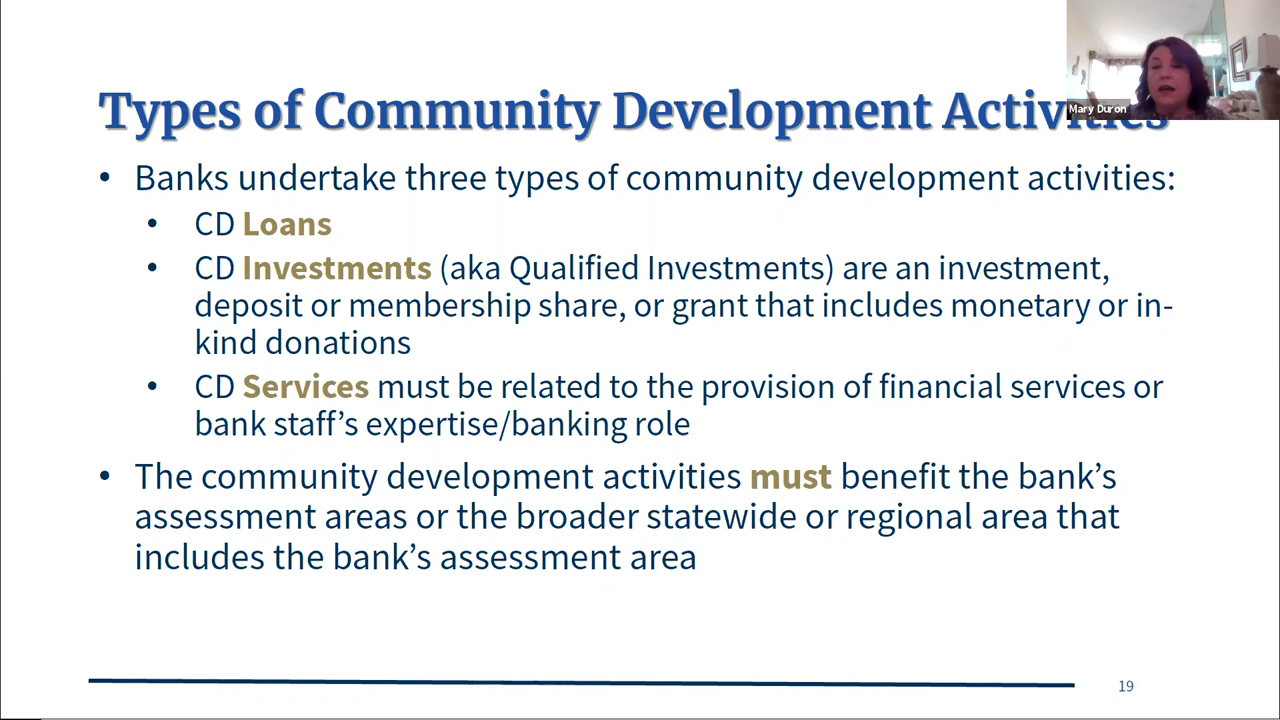 Types of Community Development Activities
Mary Duron
• Banks undertake three types of community development activities:
• CD Loans
• CD Investments (aka Qualified Investments) are an investment,
deposit or membership share, or grant that includes monetary or in-
kind donations
• CD Services must be related to the provision of financial services or
bank staff’s expertise/banking role
• The community development activities must benefit the bank’s
assessment areas or the broader statewide or regional area that
includes the bank’s assessment area
19